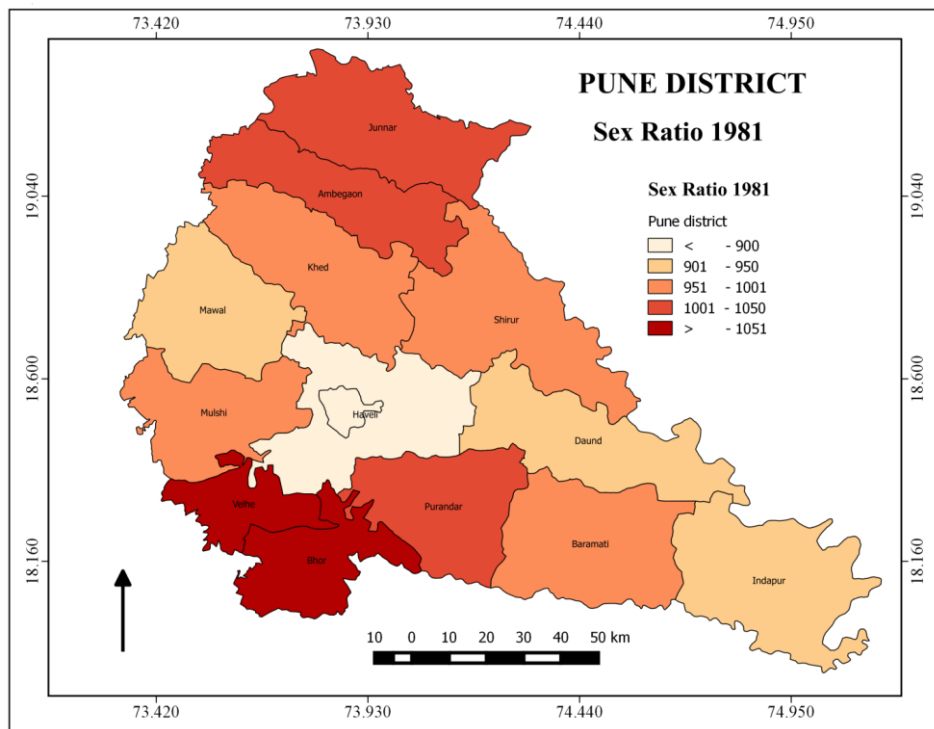 73.420 73.930 74.440 74.950
PUNE DISTRICT
Sex Ratio 1981
Junnar
Sex Ratio 1981
19.040 19.040
Ambegaon
Pune district
< - 900
901 - 950
951 - 1001
1001 - 1050
> - 1051
Khed
Mawal
Shirur
18.600 18.600
Mulshi
Haveli
Daund
Velhe
Purandar
Baramati
18.160 18.160
Bhor
Indapur
10 0 10 20 30 40 50 km
73.420 73.930 74.440 74.950